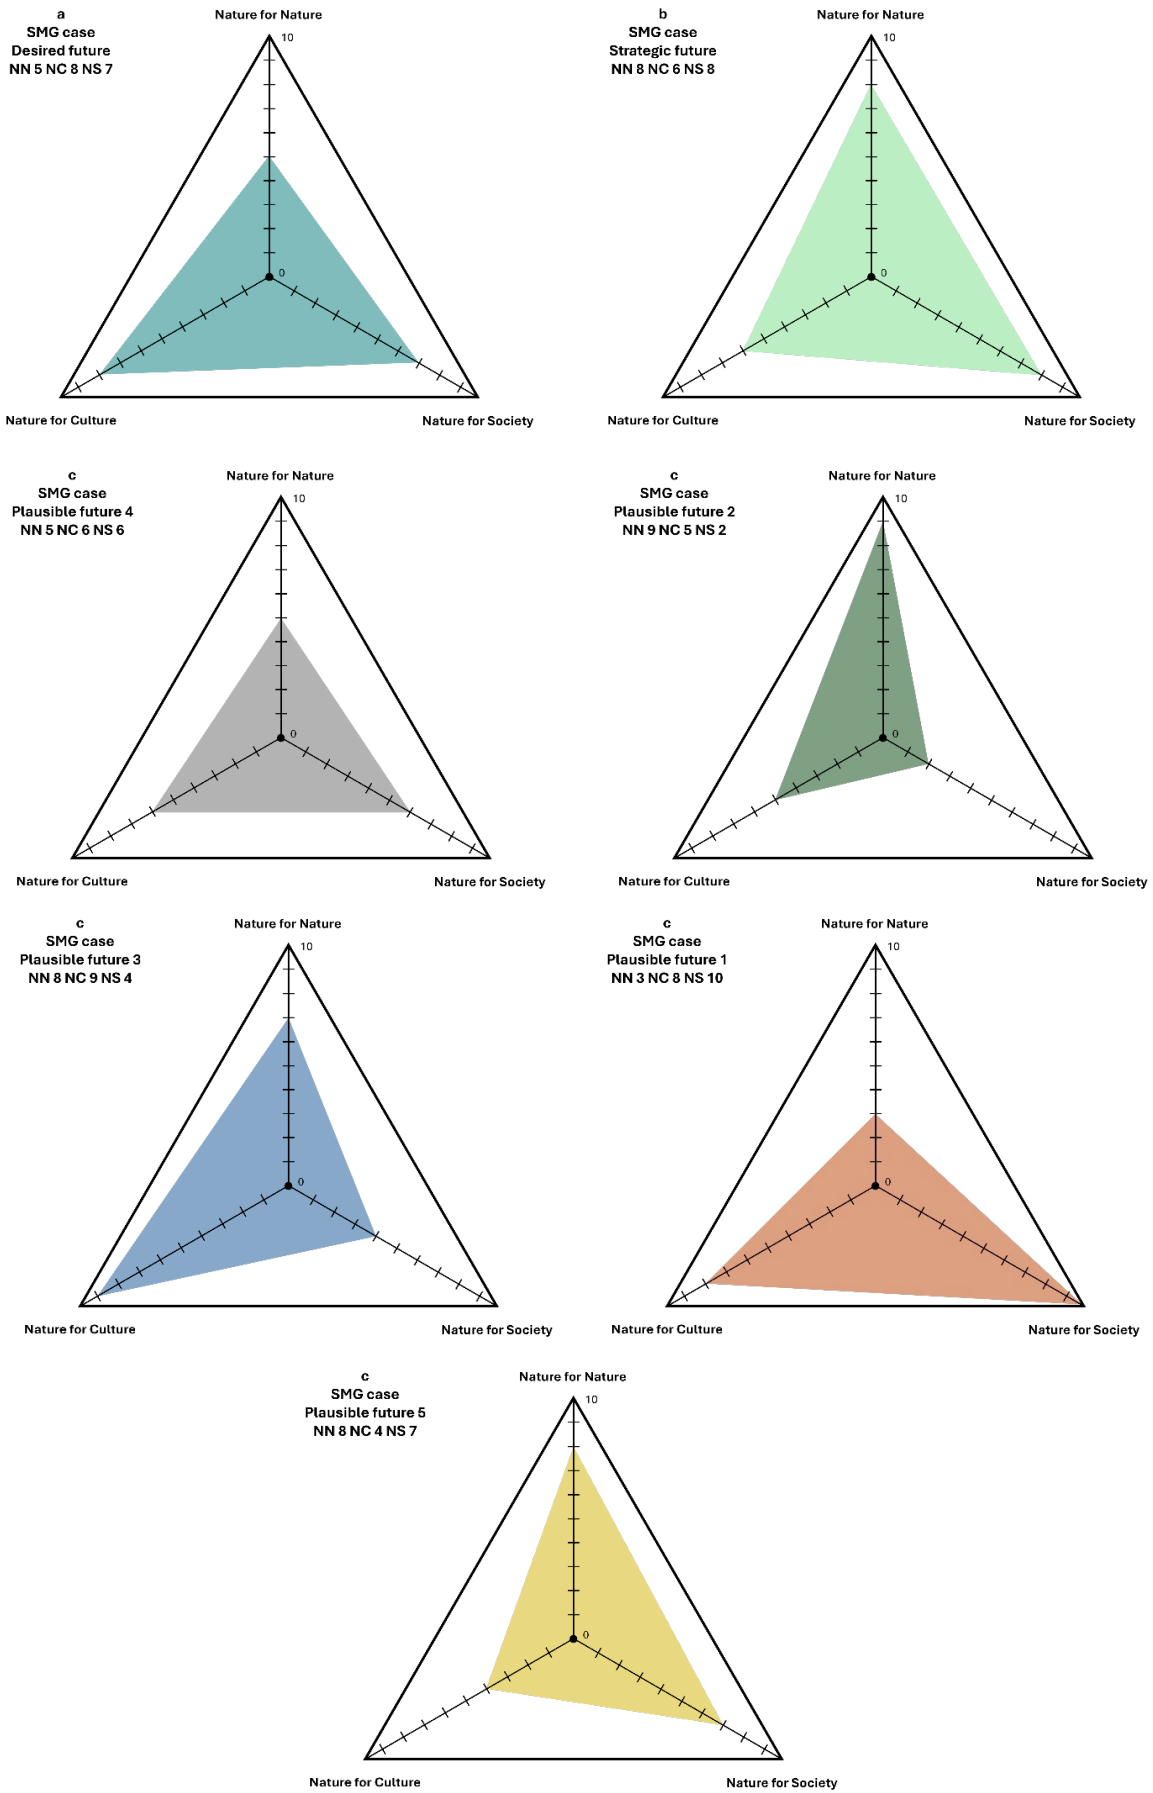 a
SMG case
Desired future
NN 5 NC 8 NS 7
Nature for Nature
10
0
Nature for Culture
Nature for Society
b
SMG case
Strategic future
NN 8 NC 6 NS 8
Nature for Nature
10
0
Nature for Culture
Nature for Society
c
SMG case
Plausible future 4
NN 5 NC 6 NS 6
Nature for Nature
10
0
Nature for Culture
Nature for Society
c
SMG case
Plausible future 2
NN 9 NC 5 NS 2
Nature for Nature
10
0
Nature for Culture
Nature for Society
c
SMG case
Plausible future 3
NN 8 NC 9 NS 4
Nature for Nature
10
0
Nature for Culture
Nature for Society
c
SMG case
Plausible future 1
NN 3 NC 8 NS 10
Nature for Nature
10
0
Nature for Culture
Nature for Society
c
SMG case
Plausible future 5
NN 8 NC 4 NS 7
Nature for Nature
10
0
Nature for Culture
Nature for Society